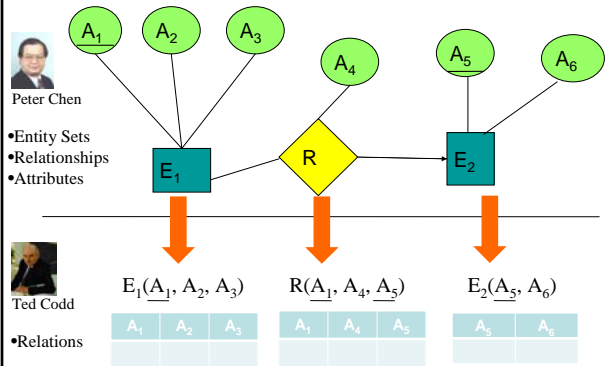 A1 A2 A3 A5 A6
A4
Peter Chen
•Entity Sets
•Relationships
•Attributes
E1 R E2
E1(A1, A2, A3) R(A1, A4, A5) E2(A5, A6)
Ted Codd
A1 A2 A3 A1 A4 A5 A5 A6
•Relations